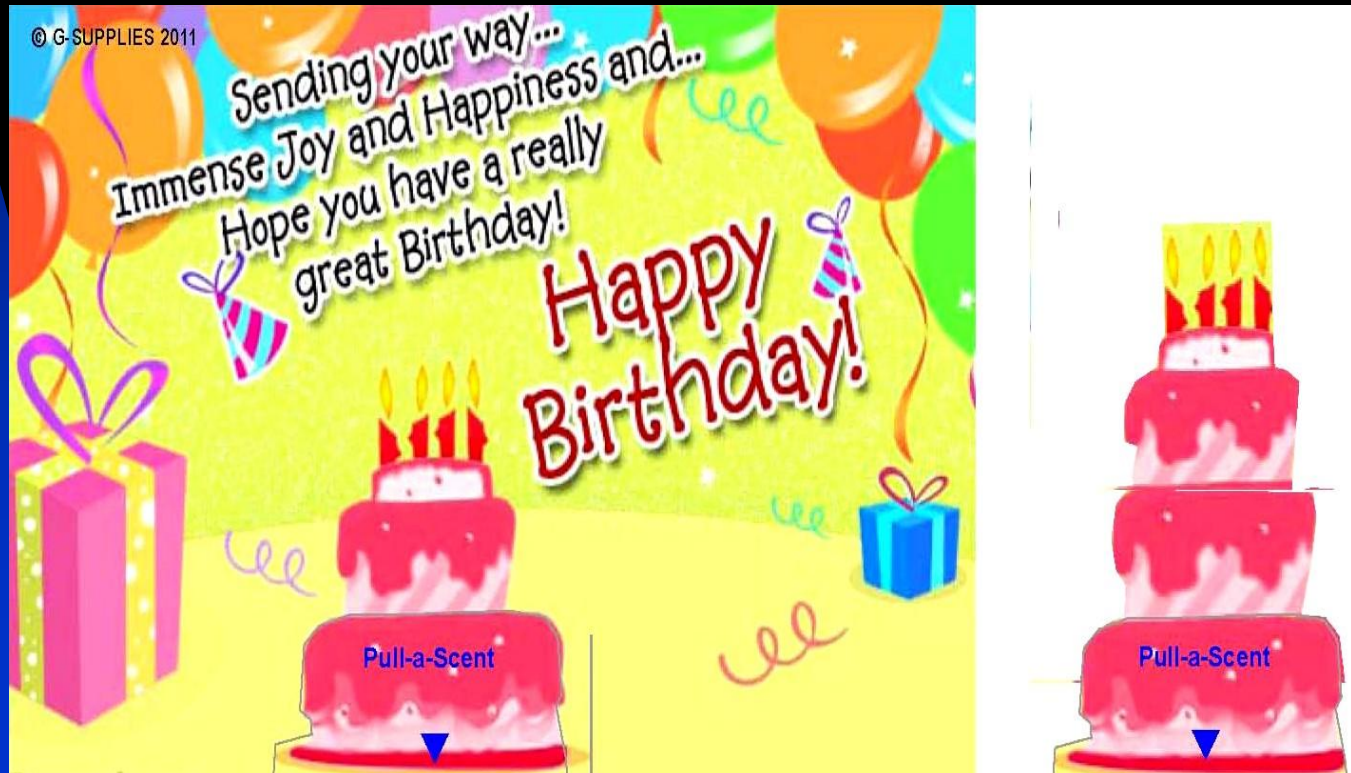 © G-SUPPLIES 2011
Sending your way...
Immense Joy and Happiness and...
Hope you have a really
great Birthday!
Happy
Birthday!
Pull-a-Scent
Pull-a-Scent